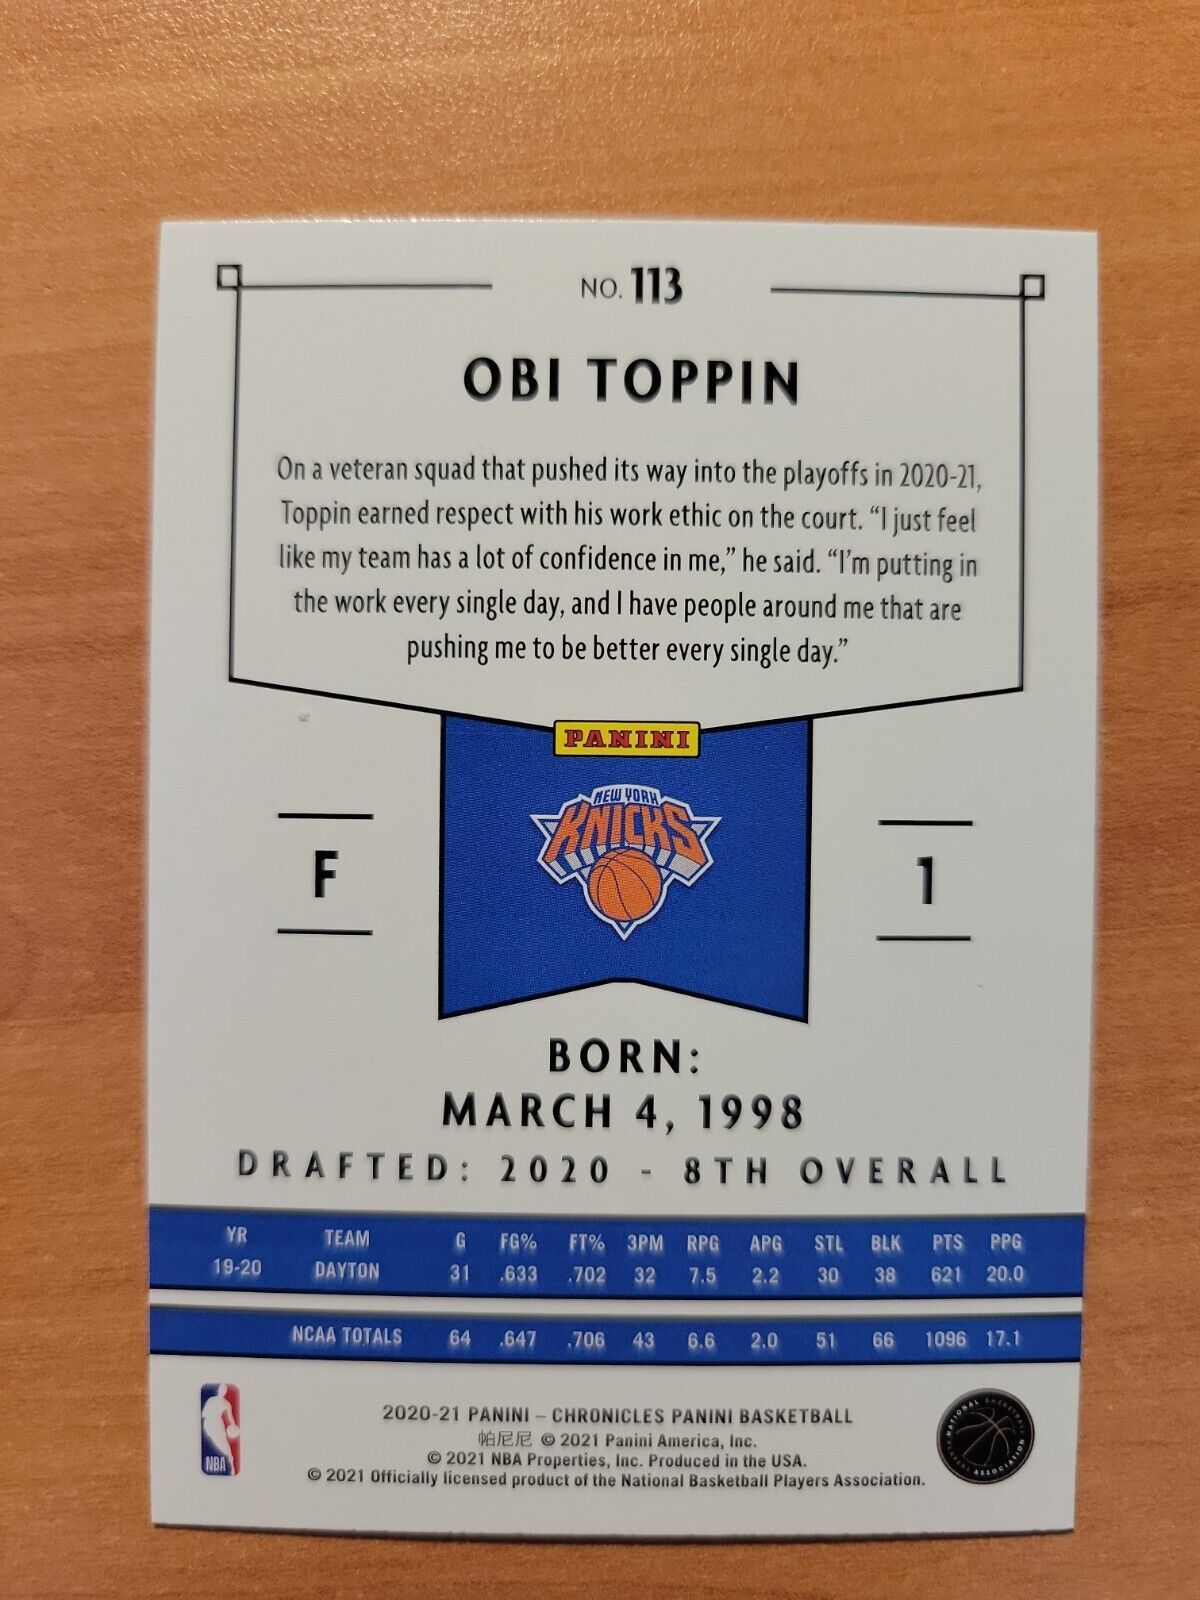 NO. 113
OBI TOPPIN
On a veteran squad that pushed its way into the playoffs in 2020-21,
Toppin earned respect with his work ethic on the court. “I just feel
like my team has a lot of confidence in me,” he said. “I’m putting in
the work every single day, and I have people around me that are
pushing me to be better every single day.”
PANINI
NEW YORK
KNICKS
F
1
BORN:
MARCH 4, 1998
DRAFTED: 2020 - 8TH OVERALL
YR TEAM G FG% FT% 3PM RPG APG STL BLK PTS PPG
19-20 DAYTON 31 .633 .702 32 7.5 2.2 30 38 621 20.0
NCAA TOTALS 64 .647 .706 43 6.6 2.0 51 66 1096 17.1
NBA
2020-21 PANINI – CHRONICLES PANINI BASKETBALL
帕尼尼 © 2021 Panini America, Inc.
© 2021 NBA Properties, Inc. Produced in the USA.
© 2021 Officially licensed product of the National Basketball Players Association.
NATIONAL BASKETBALL
PLAYERS ASSOCIATION